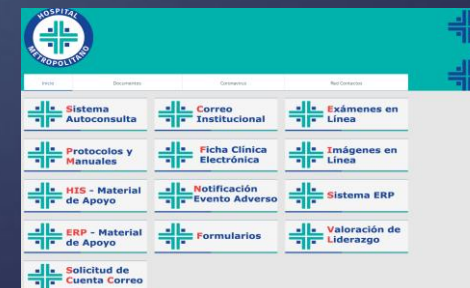 HOSPITAL
METROPOLITANO
Inicio
Documentos
Coronavirus
Red Contactos
Sistema
Autoconsulta
Correo
Institucional
Exámenes en
Línea
Protocolos y
Manuales
Ficha Clínica
Electrónica
Imágenes en
Línea
HIS - Material
de Apoyo
Notificación
Evento Adverso
Sistema ERP
ERP - Material
de Apoyo
Formularios
Valoración de
Liderazgo
Solicitud de
Cuenta Correo